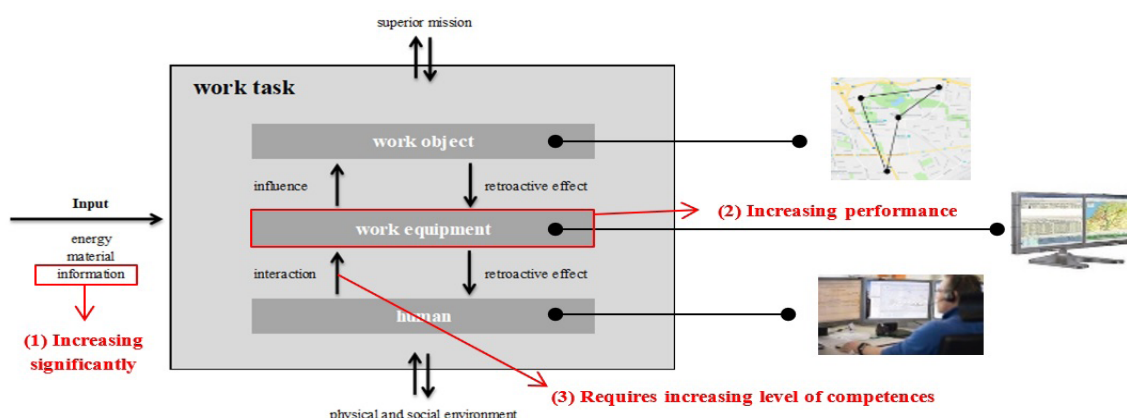 superior mission
work task
work object
influence
retroactive effect
Input
work equipment
(2) Increasing performance
energy
material
information
interaction
retroactive effect
human
(1) Increasing
significantly
(3) Requires increasing level of competences
physical and social environment